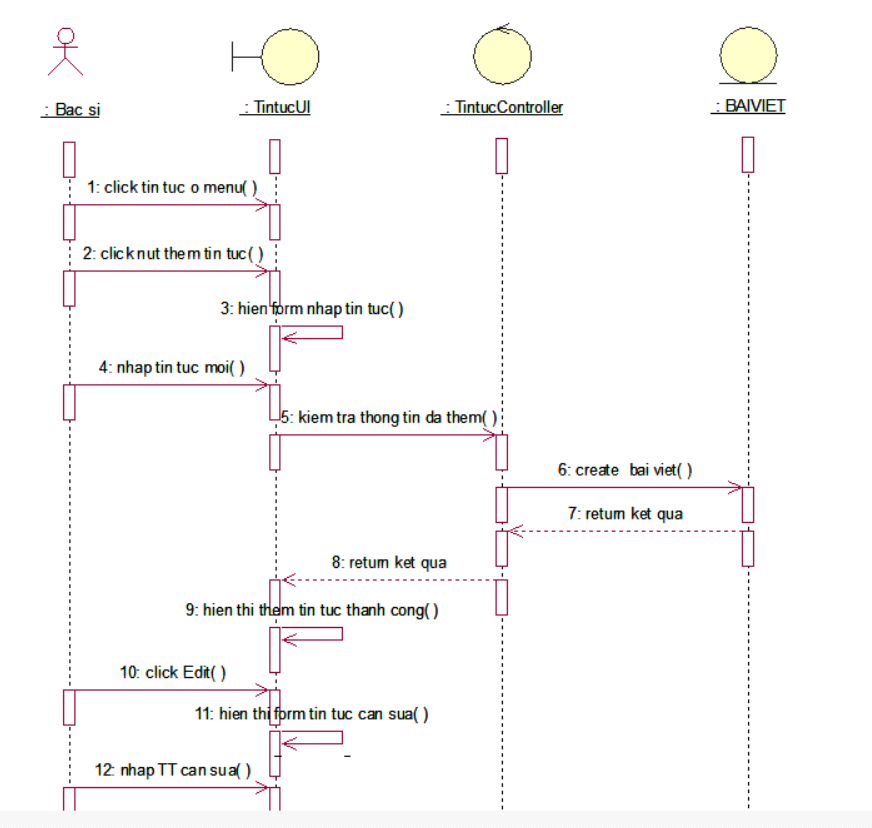 : Bac si
: TintucUI
: TintucController
: BAIVIET
1: click tin tuc o menu( )
2: click nut them tin tuc( )
3: hien form nhap tin tuc( )
4: nhap tin tuc moi( )
5: kiem tra thong tin da them( )
6: create bai viet( )
7: return ket qua
8: return ket qua
9: hien thi them tin tuc thanh cong( )
10: click Edit( )
11: hien thi form tin tuc can sua( )
12: nhap TT can sua( )